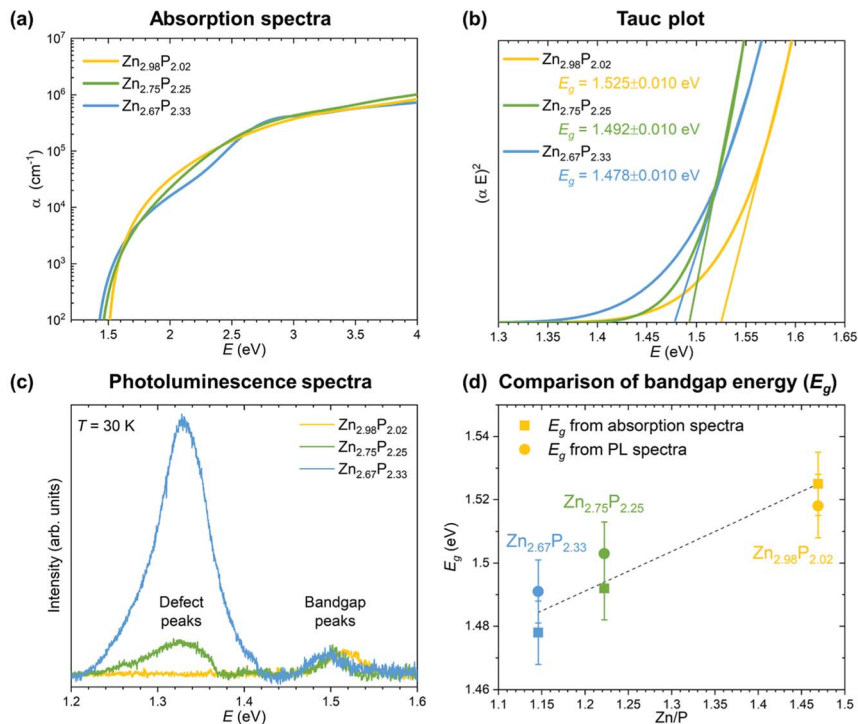 (a) Absorption spectra
10^7
10^6
10^5
10^4
10^3
10^2
α (cm^-1)
Zn2.98P2.02
Zn2.75P2.25
Zn2.67P2.33
1.5 2 2.5 3 3.5 4
E (eV)
(b) Tauc plot
(α E)^2
Zn2.98P2.02
Eg = 1.525±0.010 eV
Zn2.75P2.25
Eg = 1.492±0.010 eV
Zn2.67P2.33
Eg = 1.478±0.010 eV
1.3 1.35 1.4 1.45 1.5 1.55 1.6 1.65
E (eV)
(c) Photoluminescence spectra
T = 30 K
Zn2.98P2.02
Zn2.75P2.25
Zn2.67P2.33
Intensity (arb. units)
Defect
peaks
Bandgap
peaks
1.2 1.3 1.4 1.5 1.6
E (eV)
(d) Comparison of bandgap energy (Eg)
Eg from absorption spectra
Eg from PL spectra
1.54
1.52
1.5
1.48
1.46
Eg (eV)
Zn2.67P2.33
Zn2.75P2.25
Zn2.98P2.02
1.1 1.15 1.2 1.25 1.3 1.35 1.4 1.45 1.5
Zn/P